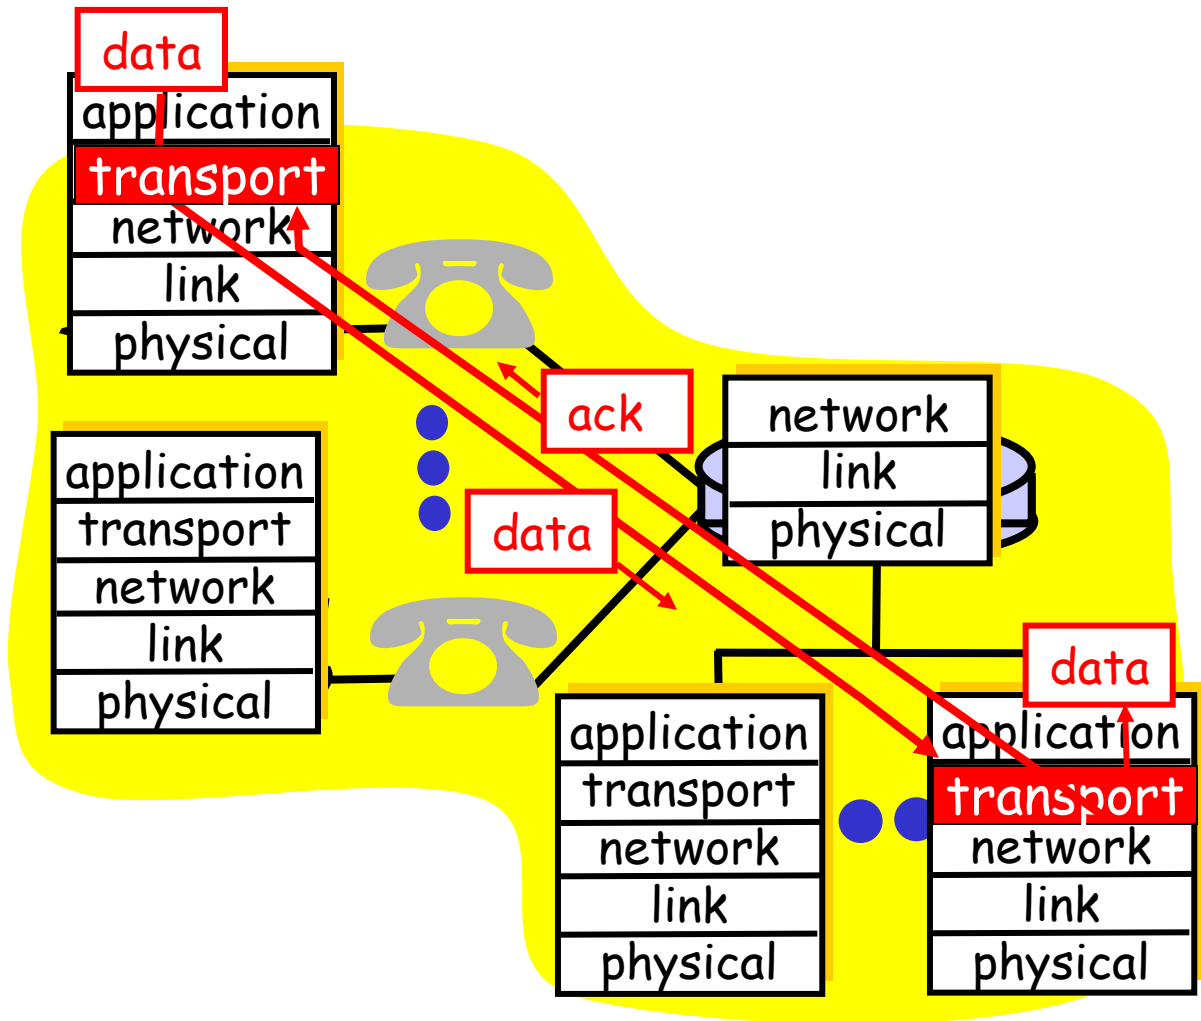 data
application
transport
network
link
physical
ack
network
link
physical
application
transport
network
link
physical
data
data
application
transport
network
link
physical
application
transport
network
link
physical